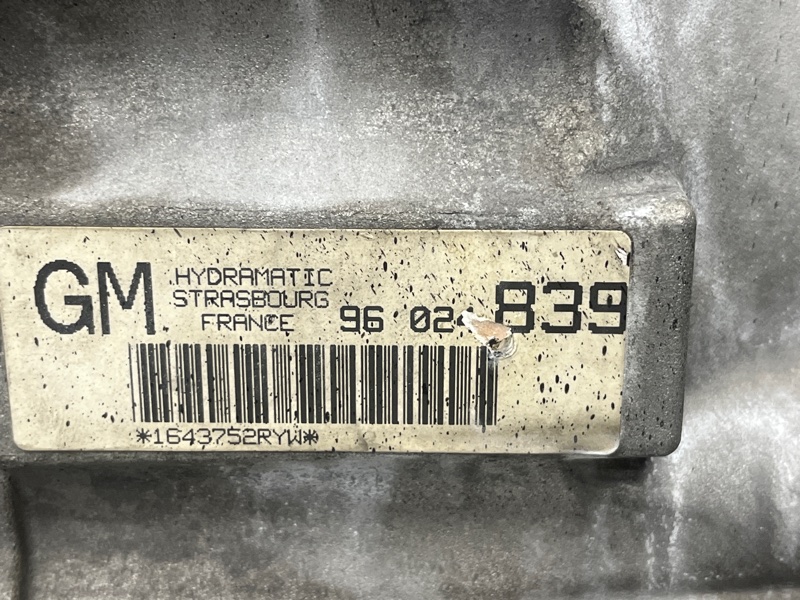 GM
HYDRAMATIC
STRASBOURG
FRANCE
96 02
839
*1643752RYW*